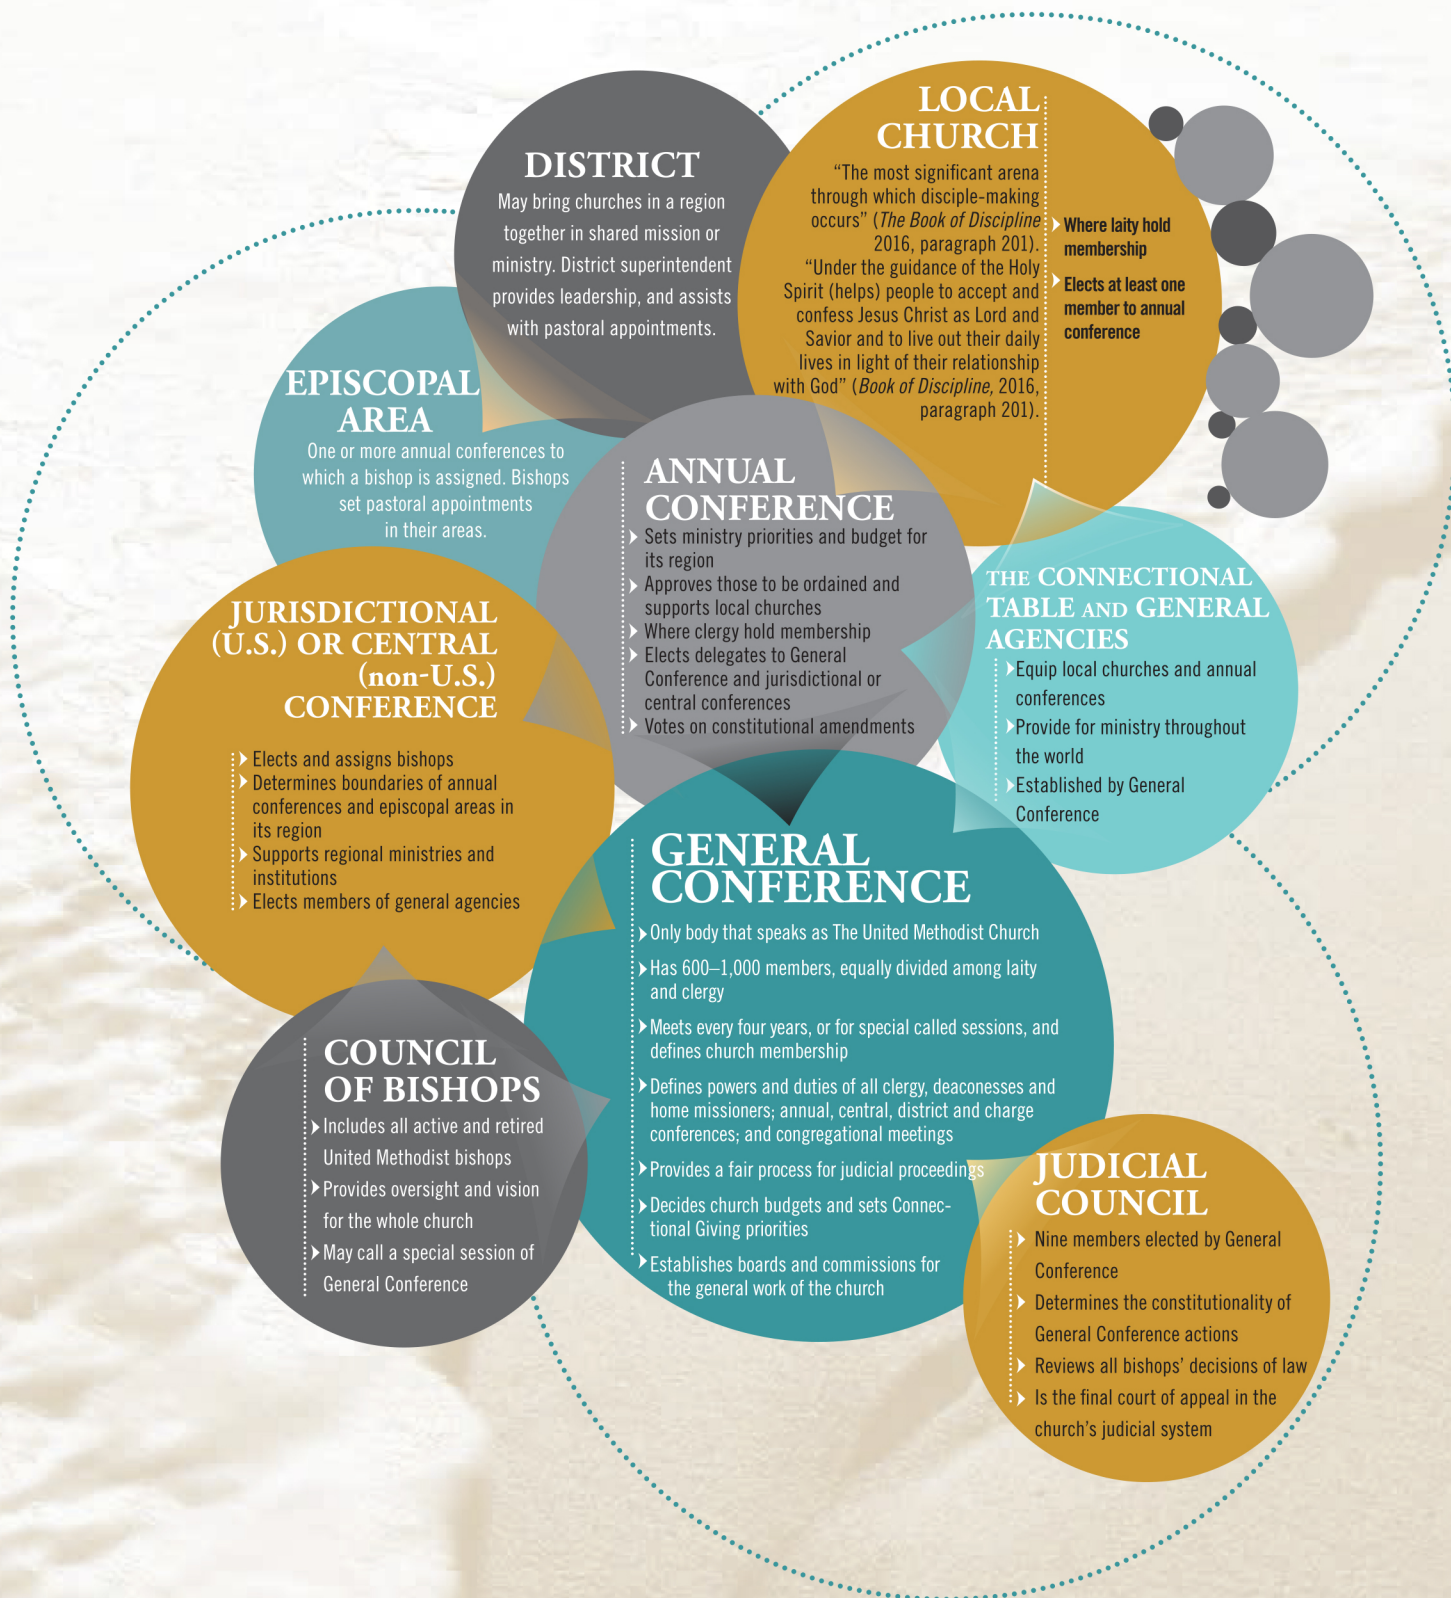 DISTRICT
May bring churches in a region
together in shared mission or
ministry. District superintendent
provides leadership, and assists
with pastoral appointments.
LOCAL
CHURCH
“The most significant arena
through which disciple-making
occurs” (The Book of Discipline
2016, paragraph 201).
“Under the guidance of the Holy
Spirit (helps) people to accept and
confess Jesus Christ as Lord and
Savior and to live out their daily
lives in light of their relationship
with God” (Book of Discipline, 2016,
paragraph 201).
Where laity hold
membership
Elects at least one
member to annual
conference
EPISCOPAL
AREA
One or more annual conferences to
which a bishop is assigned. Bishops
set pastoral appointments
in their areas.
ANNUAL
CONFERENCE
Sets ministry priorities and budget for
its region
Approves those to be ordained and
supports local churches
Where clergy hold membership
Elects delegates to General
Conference and jurisdictional or
central conferences
Votes on constitutional amendments
THE CONNECTIONAL
TABLE AND GENERAL
AGENCIES
Equip local churches and annual
conferences
Provide for ministry throughout
the world
Established by General
Conference
JURISDICTIONAL
(U.S.) OR CENTRAL
(non-U.S.)
CONFERENCE
Elects and assigns bishops
Determines boundaries of annual
conferences and episcopal areas in
its region
Supports regional ministries and
institutions
Elects members of general agencies
GENERAL
CONFERENCE
Only body that speaks as The United Methodist Church
Has 600–1,000 members, equally divided among laity
and clergy
Meets every four years, or for special called sessions, and
defines church membership
Defines powers and duties of all clergy, deaconesses and
home missioners; annual, central, district and charge
conferences; and congregational meetings
Provides a fair process for judicial proceedings
Decides church budgets and sets Connec-
tional Giving priorities
Establishes boards and commissions for
the general work of the church
COUNCIL
OF BISHOPS
Includes all active and retired
United Methodist bishops
Provides oversight and vision
for the whole church
May call a special session of
General Conference
JUDICIAL
COUNCIL
Nine members elected by General
Conference
Determines the constitutionality of
General Conference actions
Reviews all bishops’ decisions of law
Is the final court of appeal in the
church’s judicial system